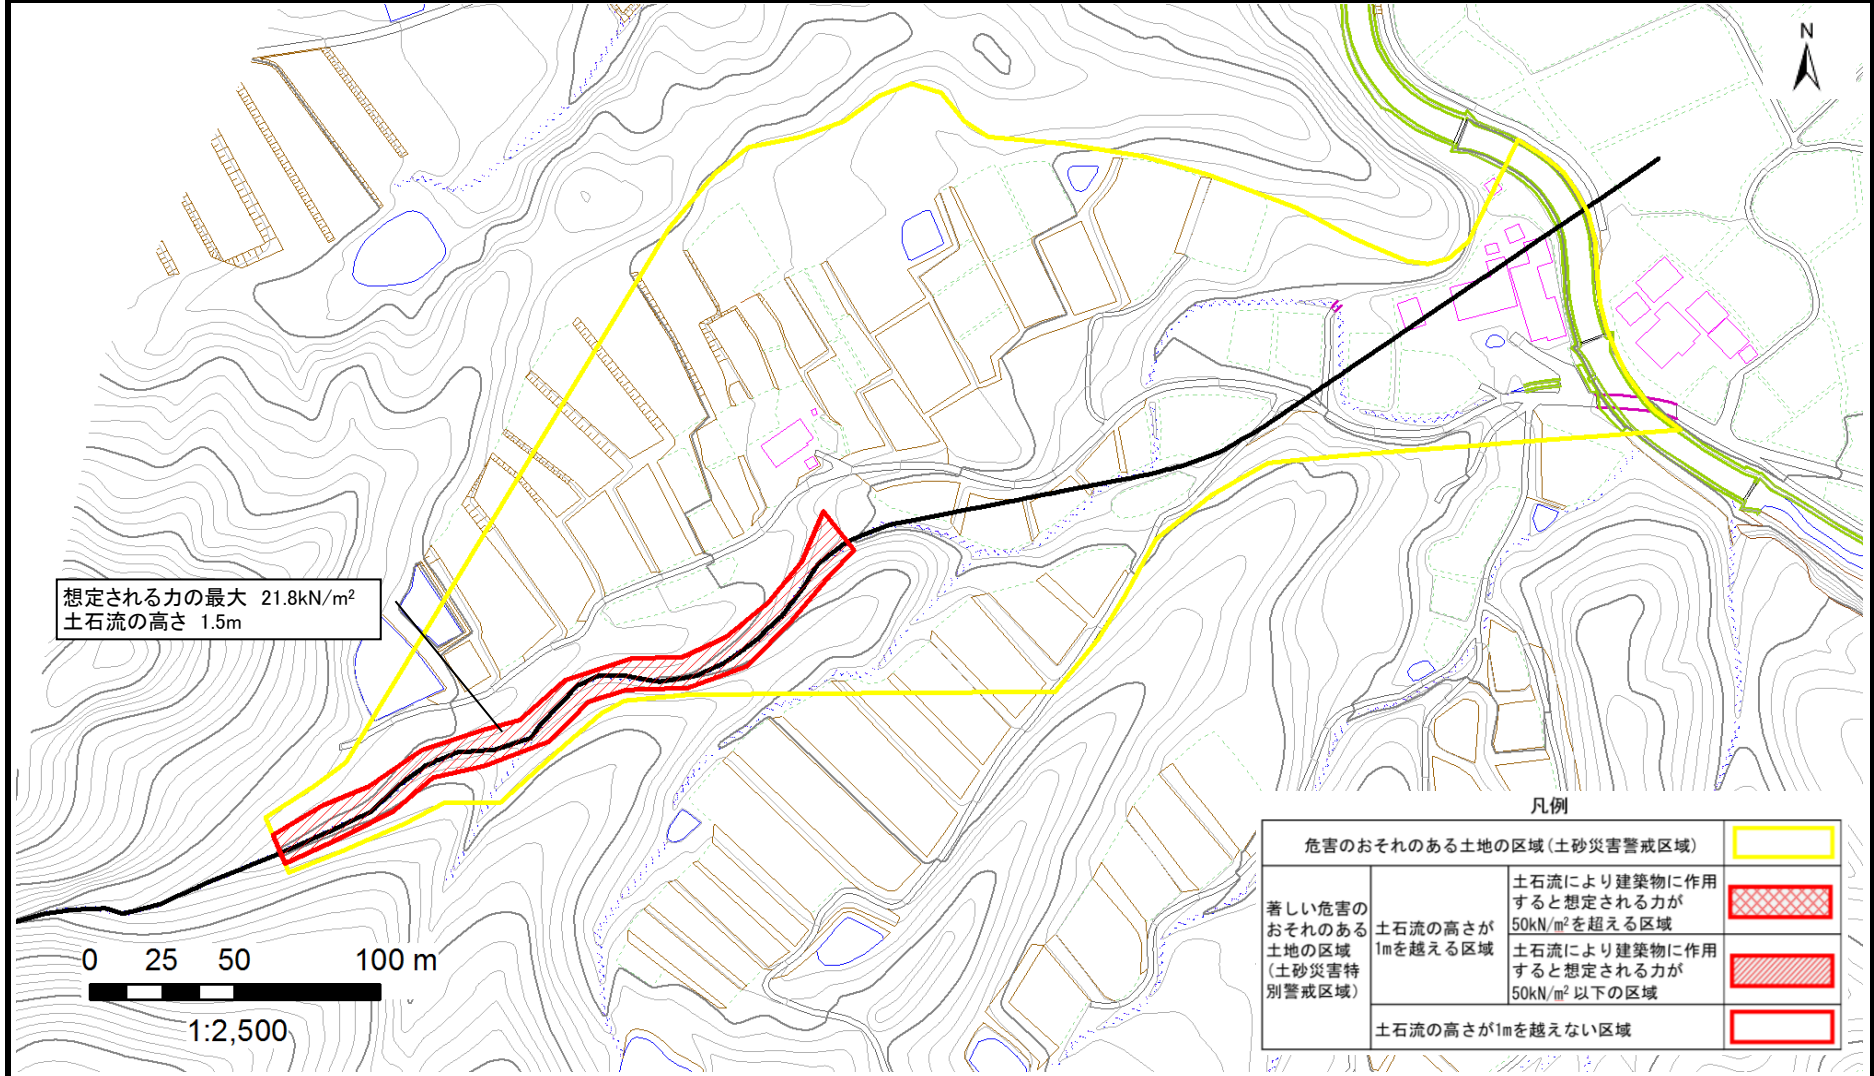 N
想定される力の最大 21.8kN/m²
土石流の高さ 1.5m
0 25 50 100 m
1:2,500
凡例
危害のおそれのある土地の区域(土砂災害警戒区域)
著しい危害の
おそれのある
土地の区域
(土砂災害特
別警戒区域)
土石流の高さが
1mを越える区域
土石流により建築物に作用
すると想定される力が
50kN/m²を超える区域
土石流により建築物に作用
すると想定される力が
50kN/m²以下の区域
土石流の高さが1mを越えない区域